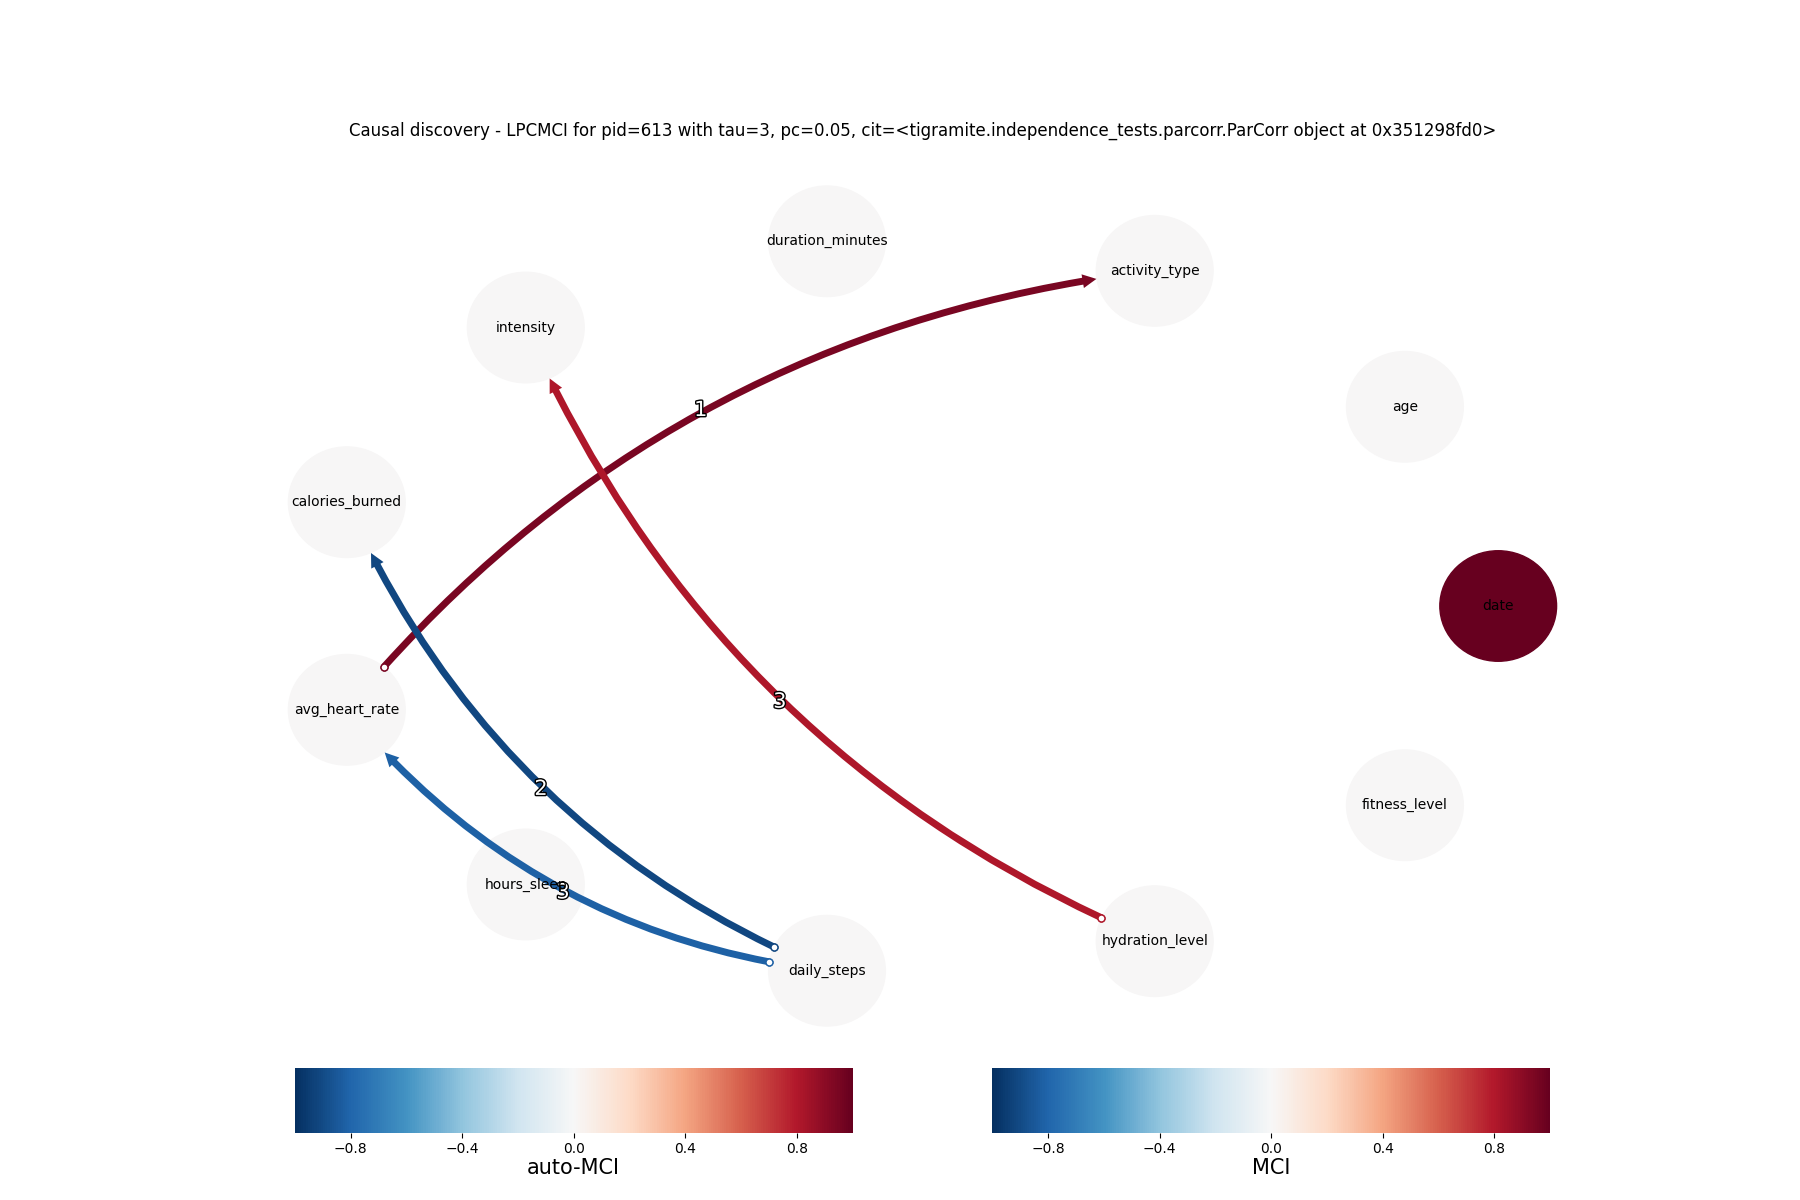 Causal discovery - LPCMCI for pid=613 with tau=3, pc=0.05, cit=<tigramite.independence_tests.parcorr.ParCorr object at 0x351298fd0>
duration_minutes
activity_type
intensity
age
1
calories_burned
date
3
avg_heart_rate
2
fitness_level
hours_sleep
3
hydration_level
daily_steps
−0.8 −0.4 0.0 0.4 0.8
auto-MCI
−0.8 −0.4 0.0 0.4 0.8
MCI